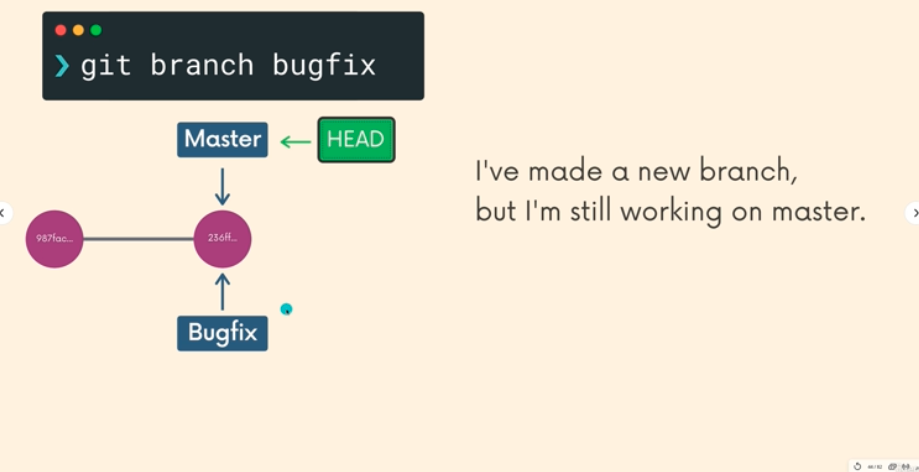 ❯ git branch bugfix
Master
HEAD
I've made a new branch,
but I'm still working on master.
987fac...
236ff...
Bugfix